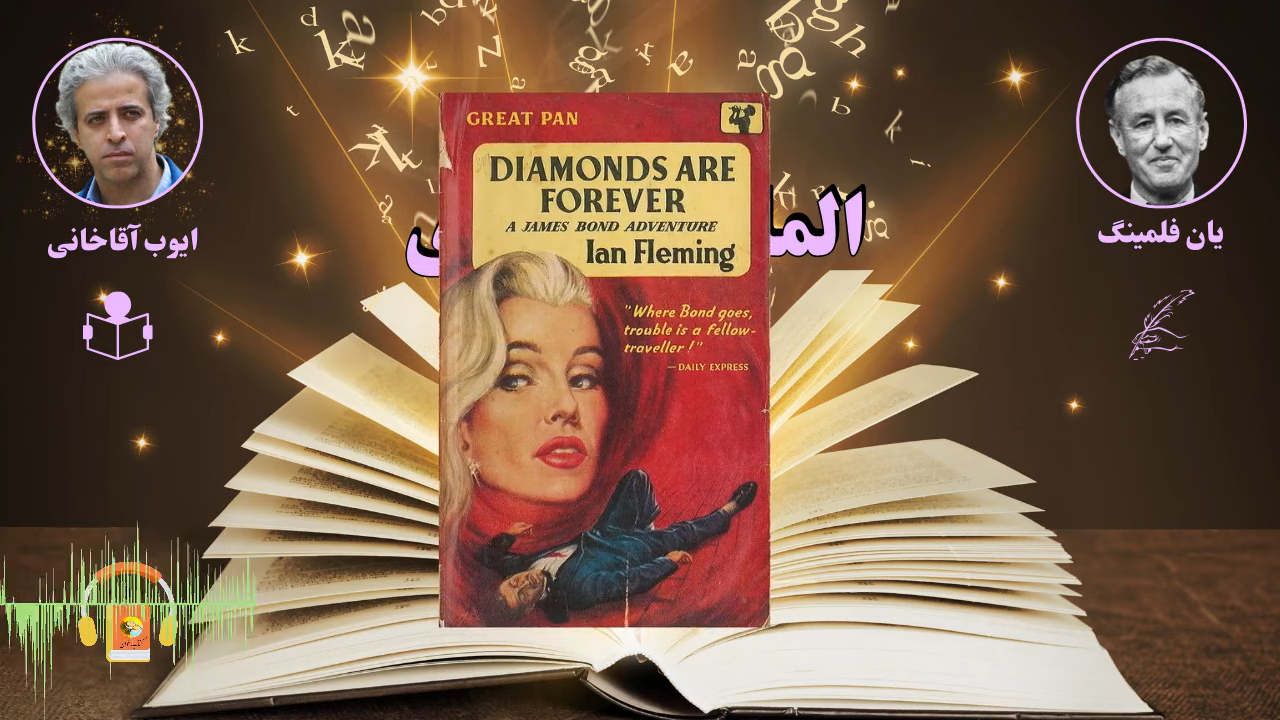 GREAT PAN
DIAMONDS ARE
FOREVER
A JAMES BOND ADVENTURE
Ian Fleming
"Where Bond goes,
trouble is a fellow-
traveller!"
—DAILY EXPRESS
ایوب آقاخانی
یان فلمینگ